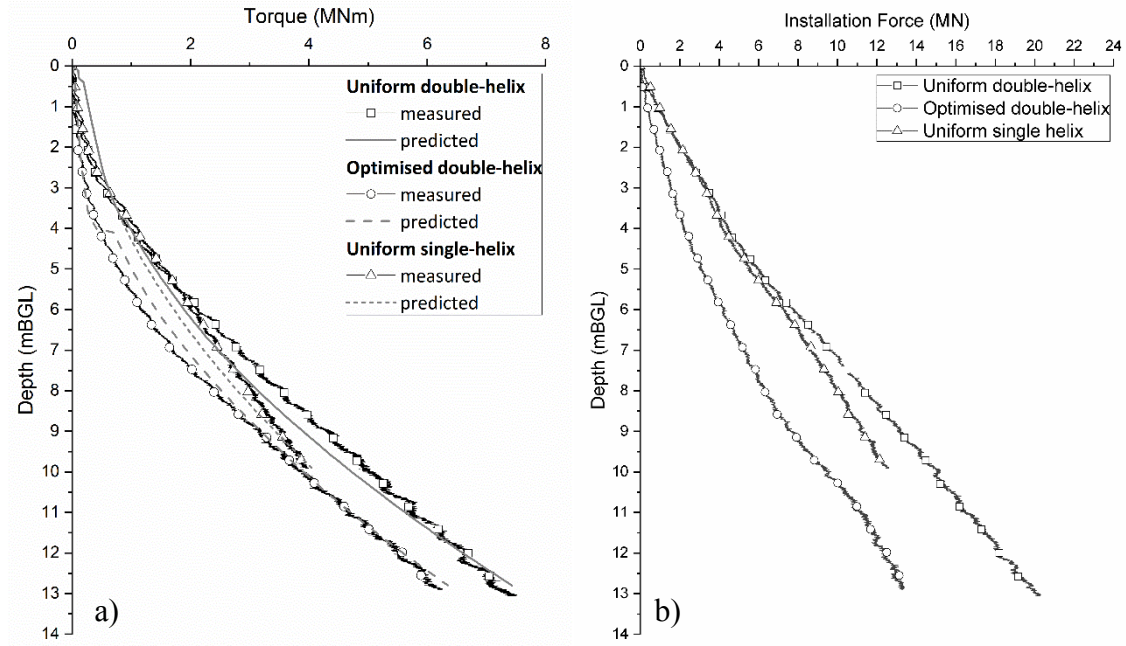 Torque (MNm)
0 2 4 6 8
0
1
2
3
4
5
6
7
8
9
10
11
12
13
14
Depth (mBGL)
Uniform double-helix
measured
predicted
Optimised double-helix
measured
predicted
Uniform single-helix
measured
predicted
a)
Installation Force (MN)
0 2 4 6 8 10 12 14 16 18 20 22 24
0
1
2
3
4
5
6
7
8
9
10
11
12
13
14
Depth (mBGL)
Uniform double-helix
Optimised double-helix
Uniform single helix
b)